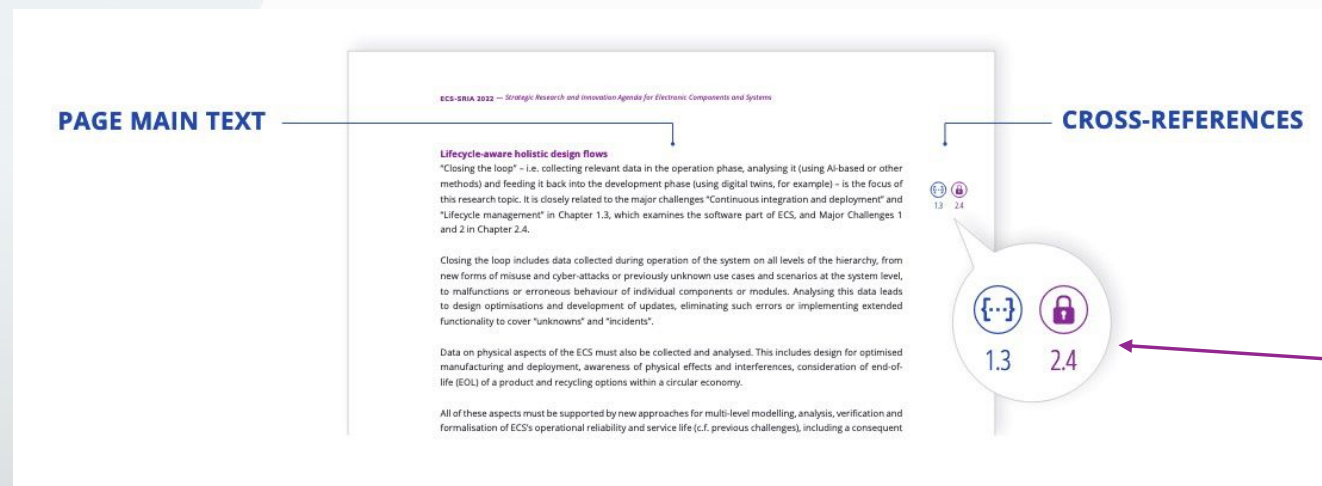 PAGE MAIN TEXT
CROSS-REFERENCES
ECS-SRIA 2022 — Strategic Research and Innovation Agenda for Electronic Components and Systems
Lifecycle-aware holistic design flows
“Closing the loop” – i.e. collecting relevant data in the operation phase, analysing it (using AI-based or other
methods) and feeding it back into the development phase (using digital twins, for example) – is the focus of
this research topic. It is closely related to the major challenges “Continuous integration and deployment” and
“Lifecycle management” in Chapter 1.3, which examines the software part of ECS, and Major Challenges 1
and 2 in Chapter 2.4.
1.3 2.4
Closing the loop includes data collected during operation of the system on all levels of the hierarchy, from
new forms of misuse and cyber-attacks or previously unknown use cases and scenarios at the system level,
to malfunctions or erroneous behaviour of individual components or modules. Analysing this data leads
to design optimisations and development of updates, eliminating such errors or implementing extended
functionality to cover “unknowns” and “incidents”.
{···}
1.3 2.4
Data on physical aspects of the ECS must also be collected and analysed. This includes design for optimised
manufacturing and deployment, awareness of physical effects and interferences, consideration of end-of-
life (EOL) of a product and recycling options within a circular economy.
All of these aspects must be supported by new approaches for multi-level modelling, analysis, verification and
formalisation of ECS's operational reliability and service life (c.f. previous challenges), including a consequent